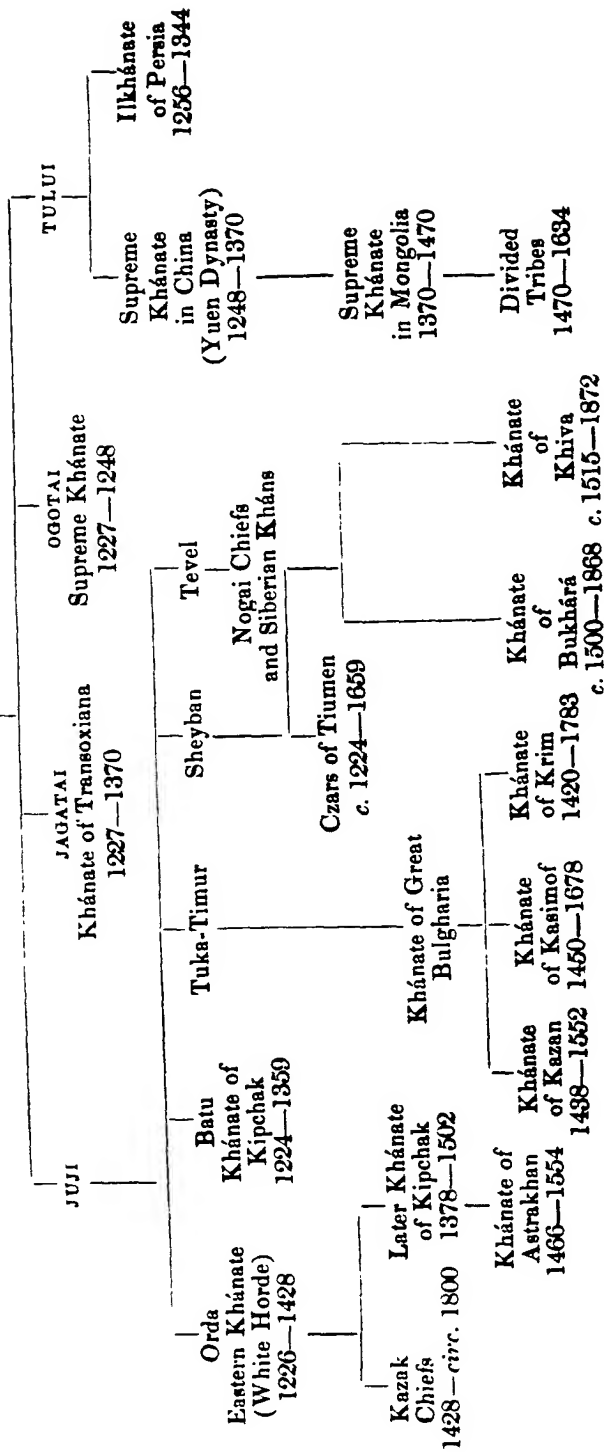 JUJI
JAGATAI
Khánate of Transoxiana
1227—1370
OGOTAI
Supreme Khánate
1227—1248
TULUI
Orda
Eastern Khánate
(White Horde)
1226—1428
Batu
Khánate of
Kipchak
1224—1359
Tuka-Timur
Sheyban
Tevel
Nogai Chiefs
and Siberian Kháns
Supreme
Khánate
in China
(Yuen Dynasty)
1248—1370
Ilkhánate
of Persia
1256—1344
Czars of Tiumen
c. 1224—1659
Kazak
Chiefs
1428—circ. 1800
Later Khánate
of Kipchak
1378—1502
Khánate of Great
Bulgharia
Supreme
Khánate
in Mongolia
1370—1470
Khánate of
Astrakhan
1466—1554
Khánate
of Kazan
1438—1552
Khánate
of Kasimof
1450—1678
Khánate
of Krim
1420—1783
Khánate
of
Bukhárá
c. 1500—1868
Khánate
of
Khiva
c. 1515—1872
Divided
Tribes
1470—1634